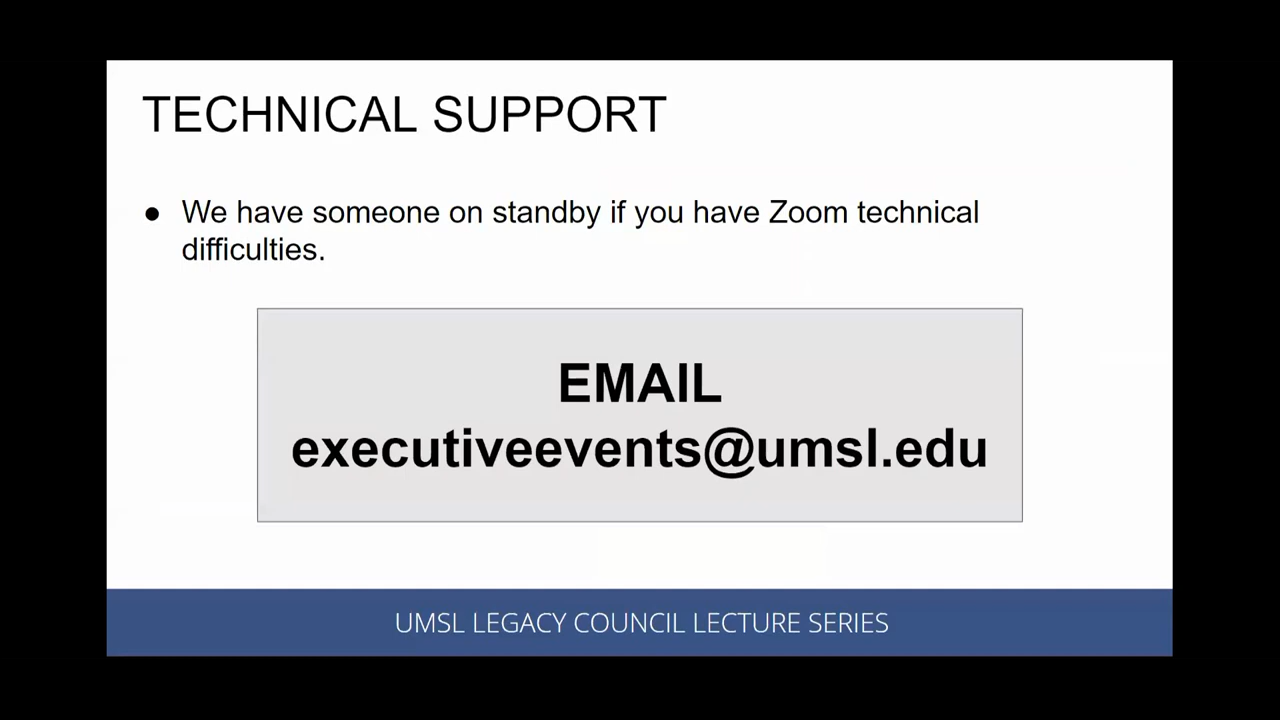 TECHNICAL SUPPORT
● We have someone on standby if you have Zoom technical
difficulties.
EMAIL
executiveevents@umsl.edu
UMSL LEGACY COUNCIL LECTURE SERIES